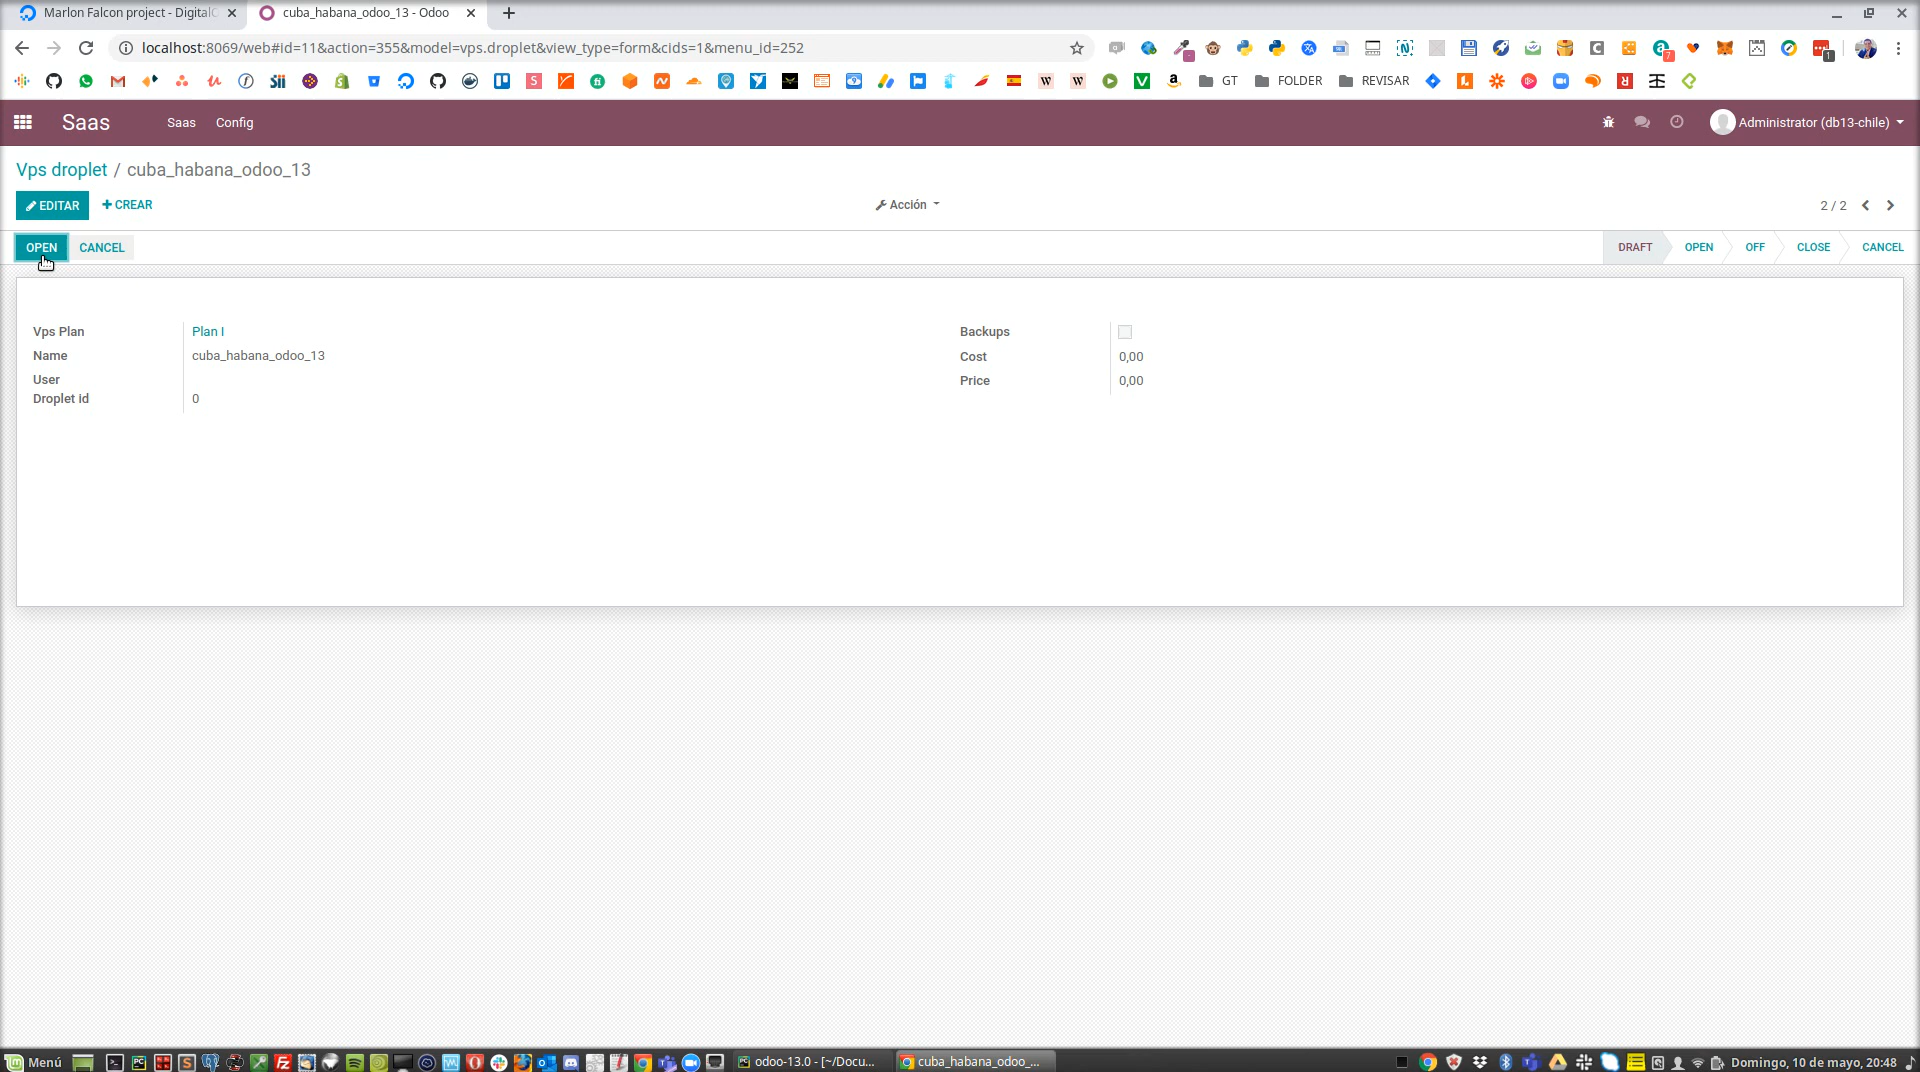 Marlon Falcon project - DigitalO
cuba_habana_odoo_13 - Odoo
localhost:8069/web#id=11&action=355&model=vps.droplet&view_type=form&cids=1&menu_id=252
GT
FOLDER
REVISAR
Saas
Saas
Config
Administrator (db13-chile)
Vps droplet / cuba_habana_odoo_13
EDITAR
CREAR
Acción
2 / 2
OPEN
CANCEL
DRAFT
OPEN
OFF
CLOSE
CANCEL
Vps Plan
Plan I
Backups
Name
cuba_habana_odoo_13
Cost
0,00
User
Price
0,00
Droplet id
0
Menú
odoo-13.0 - [~/Docu...
cuba_habana_odoo_...
Domingo, 10 de mayo, 20:48